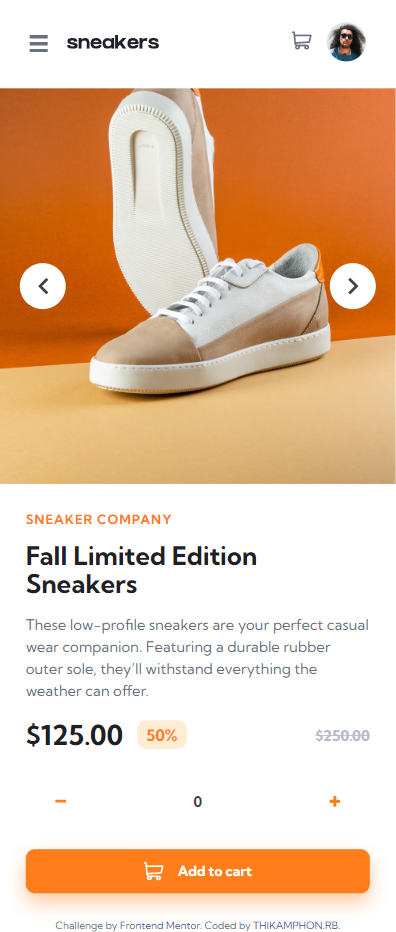 sneakers
SNEAKER COMPANY
Fall Limited Edition
Sneakers
These low-profile sneakers are your perfect casual
wear companion. Featuring a durable rubber
outer sole, they’ll withstand everything the
weather can offer.
$125.00 50% $250.00
0
Add to cart
Challenge by Frontend Mentor. Coded by THIKAMPHON.RB.